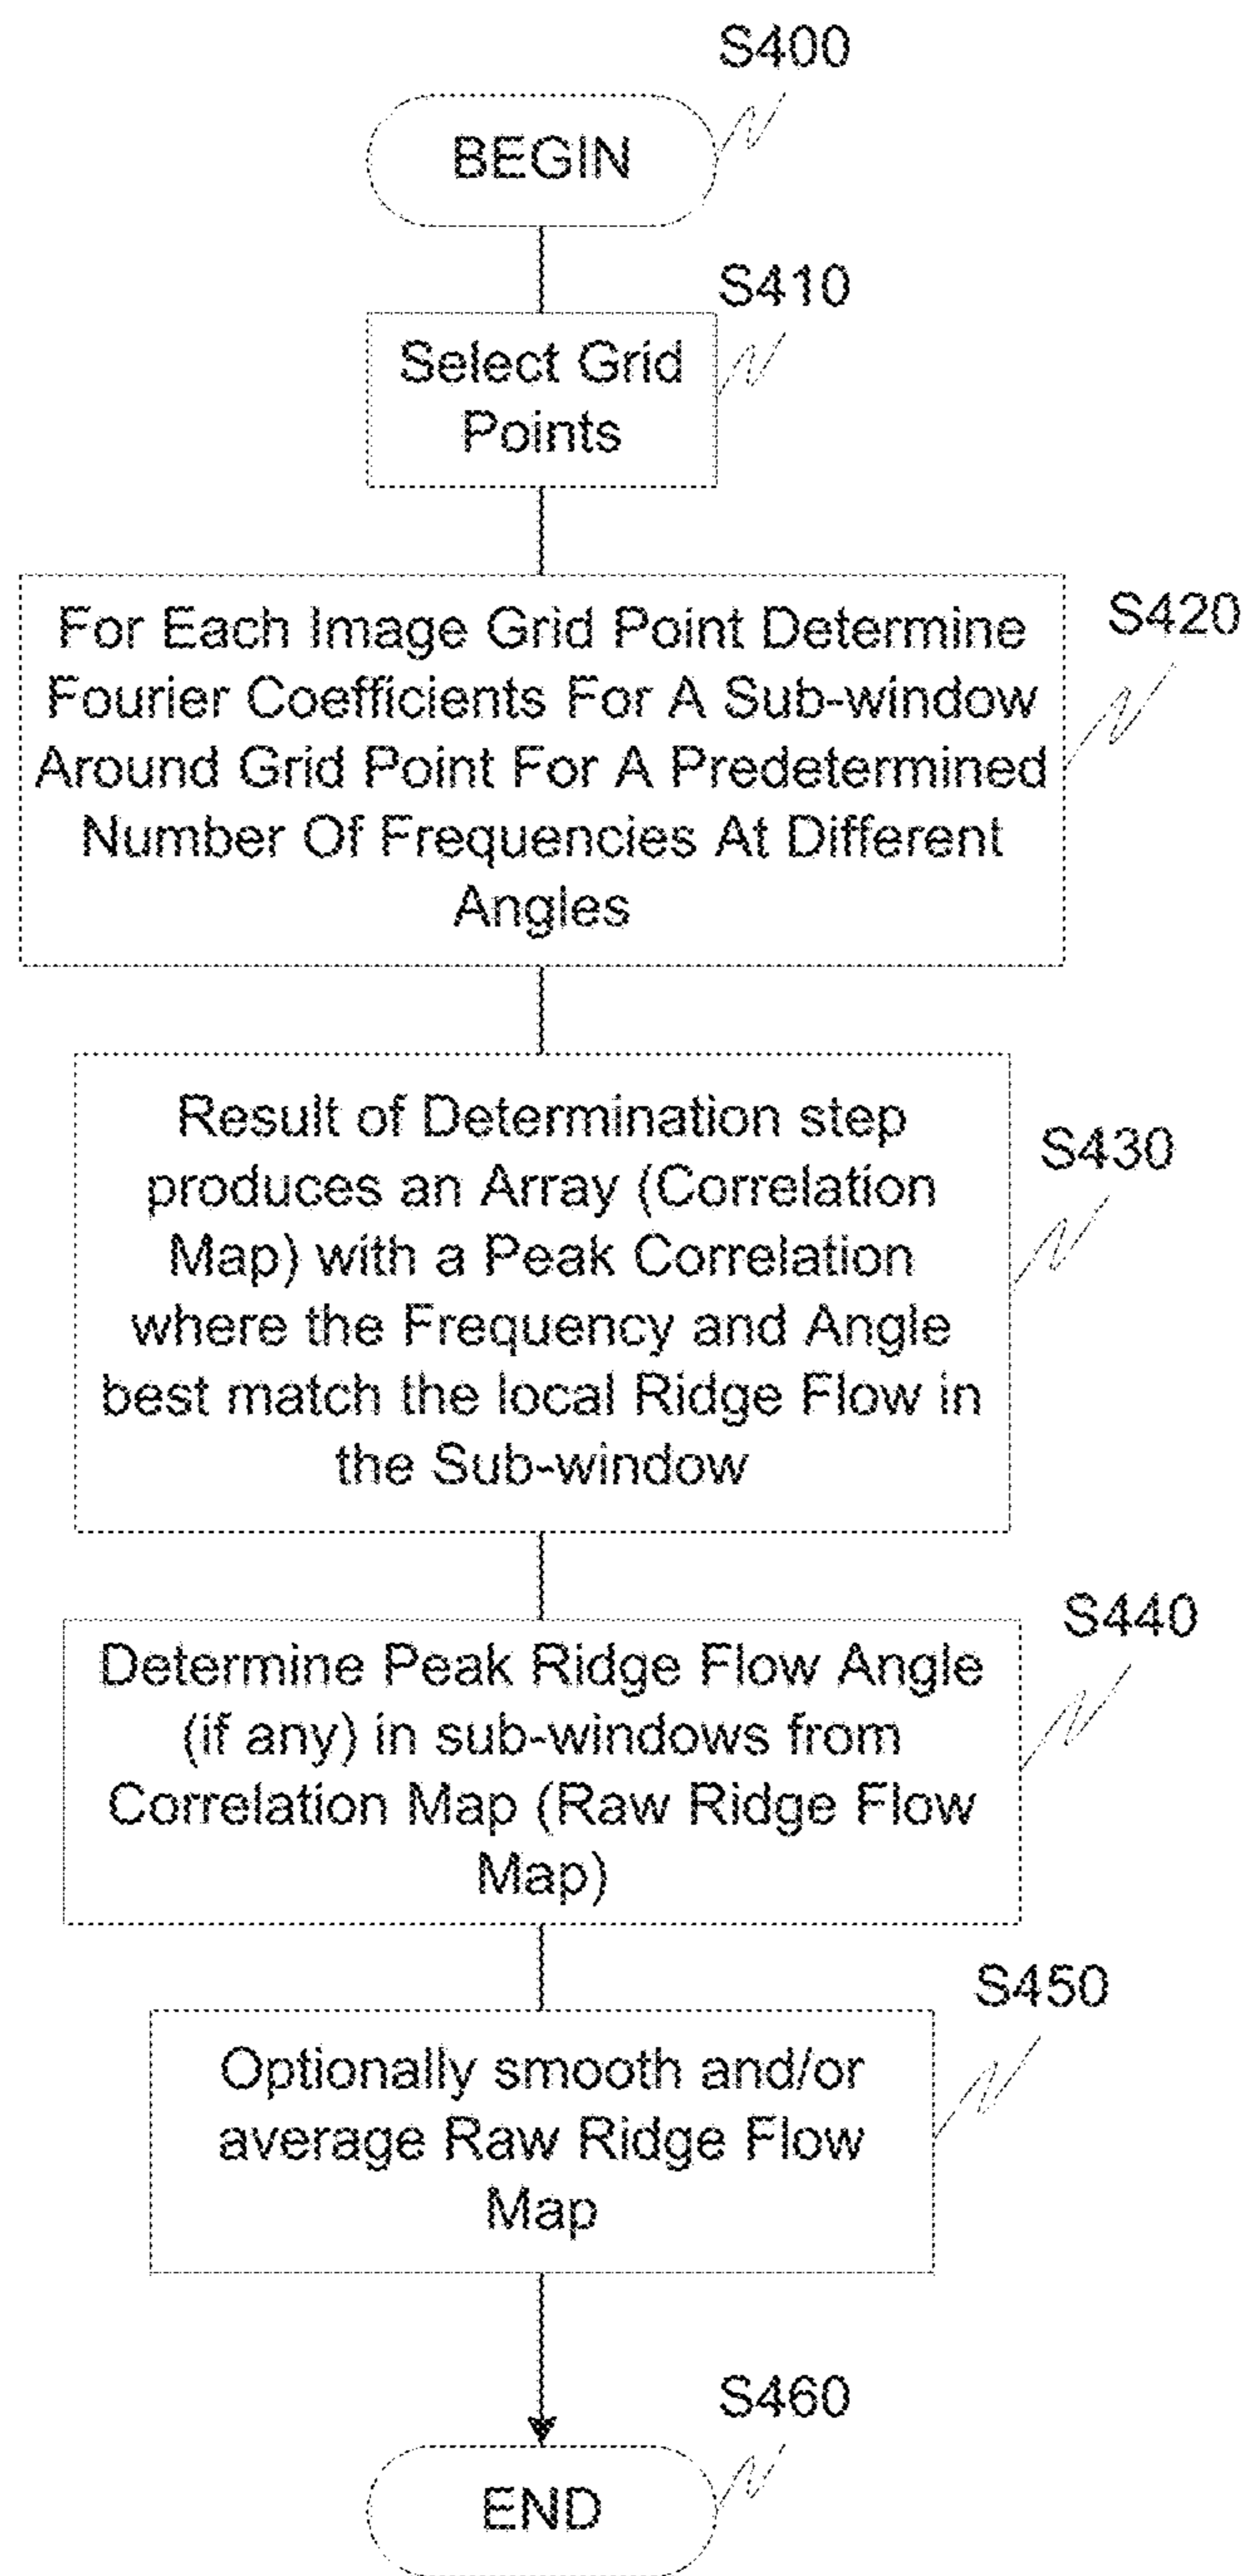 S400
BEGIN
S410
Select Grid
Points
S420
For Each Image Grid Point Determine
Fourier Coefficients For A Sub-window
Around Grid Point For A Predetermined
Number Of Frequencies At Different
Angles
S430
Result of Determination step
produces an Array (Correlation
Map) with a Peak Correlation
where the Frequency and Angle
best match the local Ridge Flow in
the Sub-window
S440
Determine Peak Ridge Flow Angle
(if any) in sub-windows from
Correlation Map (Raw Ridge Flow
Map)
S450
Optionally smooth and/or
average Raw Ridge Flow
Map
S460
END